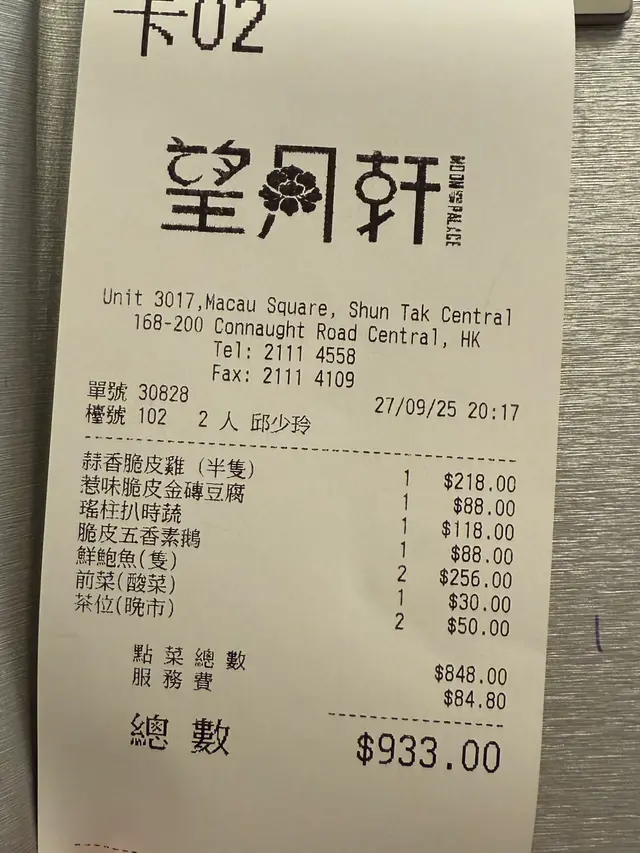 卡02
望月軒
MOON PALACE
Unit 3017,Macau Square, Shun Tak Central
168-200 Connaught Road Central, HK
Tel: 2111 4558
Fax: 2111 4109
單號 30828 27/09/25 20:17
檯號 102 2 人 邱少玲
蒜香脆皮雞 (半隻) 1 $218.00
惹味脆皮金磚豆腐 1 $88.00
瑤柱扒時蔬 1 $118.00
脆皮五香素鵝 1 $88.00
鮮鮑魚(隻) 2 $256.00
前菜(酸菜) 1 $30.00
茶位(晚市) 2 $50.00
點菜總數 $848.00
服務費 $84.80
總數 $933.00